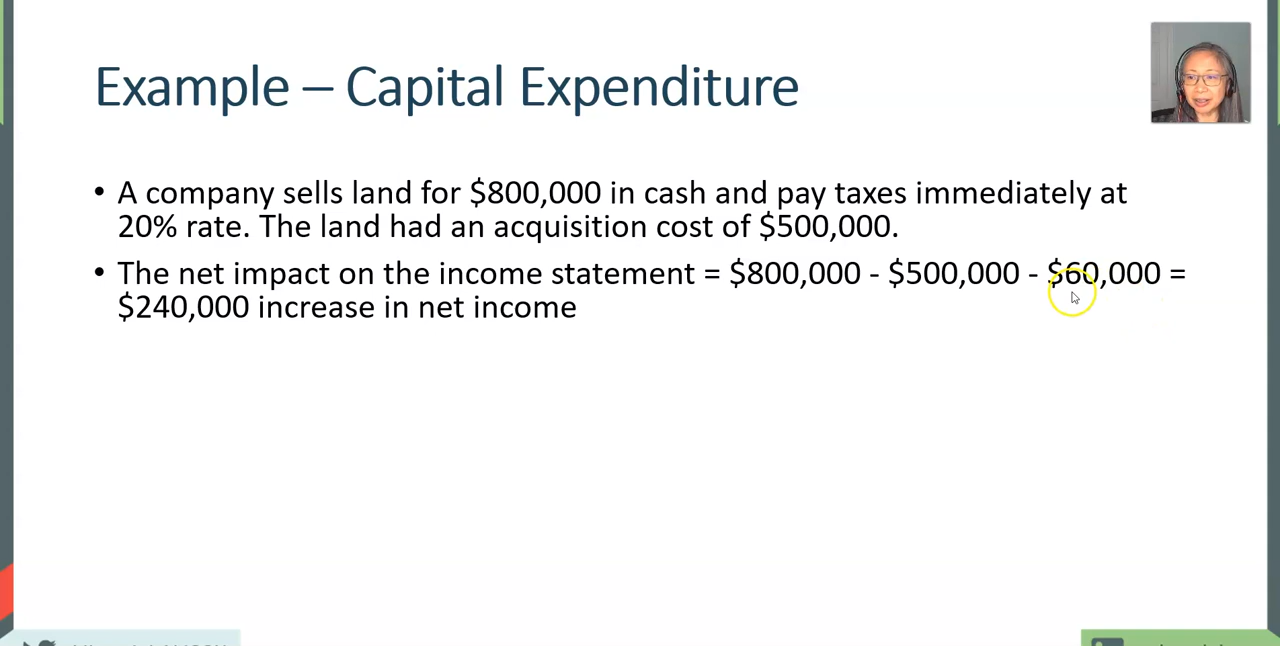 Example – Capital Expenditure
• A company sells land for $800,000 in cash and pay taxes immediately at
20% rate. The land had an acquisition cost of $500,000.
• The net impact on the income statement = $800,000 - $500,000 - $60,000 =
$240,000 increase in net income